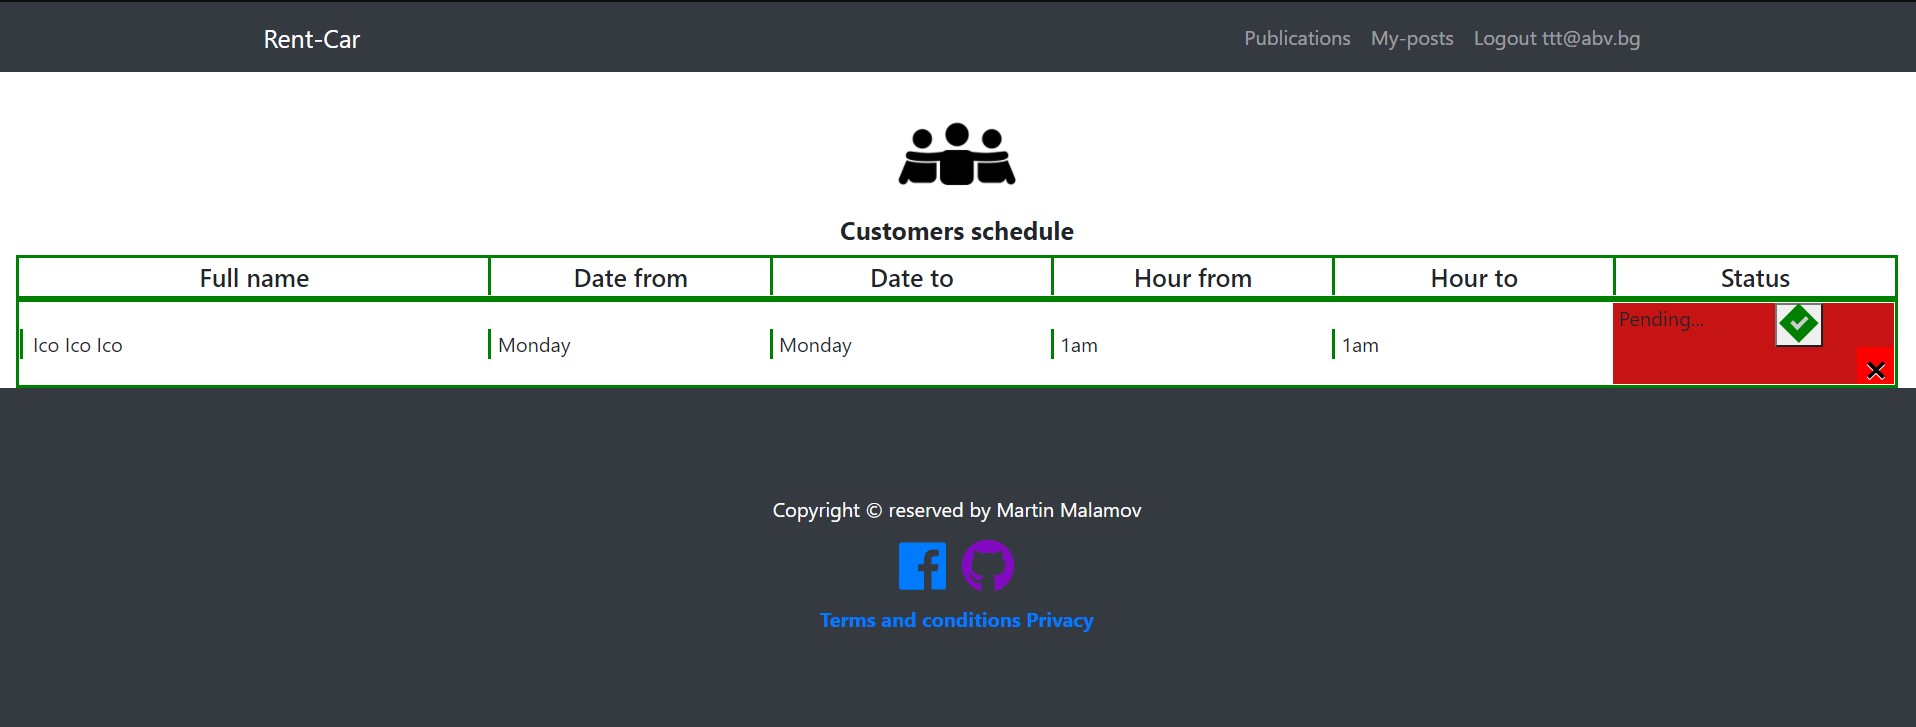 Rent-Car Publications My-posts Logout ttt@abv.bg
Customers schedule
Full name Date from Date to Hour from Hour to Status
Ico Ico Ico Monday Monday 1am 1am Pending...
Copyright © reserved by Martin Malamov
Terms and conditions Privacy